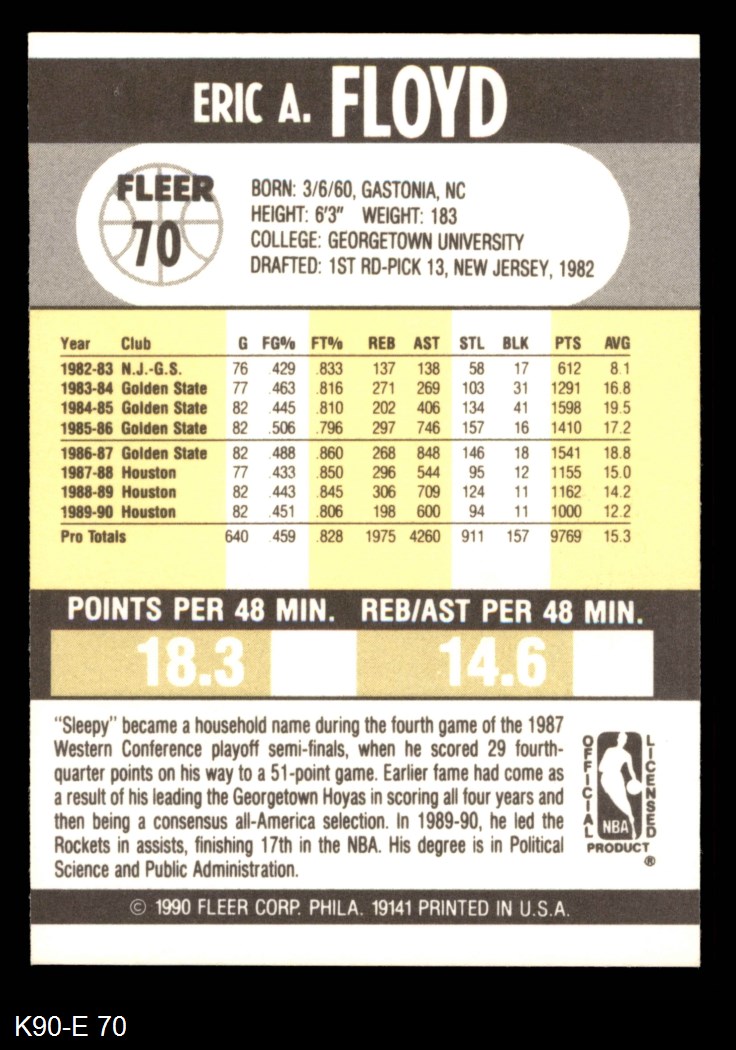 ERIC A. FLOYD
FLEER
70
BORN: 3/6/60, GASTONIA, NC
HEIGHT: 6'3" WEIGHT: 183
COLLEGE: GEORGETOWN UNIVERSITY
DRAFTED: 1ST RD-PICK 13, NEW JERSEY, 1982
Year Club G FG% FT% REB AST STL BLK PTS AVG
1982-83 N.J.-G.S. 76 .429 .833 137 138 58 17 612 8.1
1983-84 Golden State 77 .463 .816 271 269 103 31 1291 16.8
1984-85 Golden State 82 .445 .810 202 406 134 41 1598 19.5
1985-86 Golden State 82 .506 .796 297 746 157 16 1410 17.2
1986-87 Golden State 82 .488 .860 268 848 146 18 1541 18.8
1987-88 Houston 77 .433 .850 296 544 95 12 1155 15.0
1988-89 Houston 82 .443 .845 306 709 124 11 1162 14.2
1989-90 Houston 82 .451 .806 198 600 94 11 1000 12.2
Pro Totals 640 .459 .828 1975 4260 911 157 9769 15.3
POINTS PER 48 MIN. REB/AST PER 48 MIN.
18.3 14.6
"Sleepy" became a household name during the fourth game of the 1987
Western Conference playoff semi-finals, when he scored 29 fourth-
quarter points on his way to a 51-point game. Earlier fame had come as
a result of his leading the Georgetown Hoyas in scoring all four years and
then being a consensus all-America selection. In 1989-90, he led the
Rockets in assists, finishing 17th in the NBA. His degree is in Political
Science and Public Administration.
OFFICIAL
NBA
LICENSED
PRODUCT
®
© 1990 FLEER CORP. PHILA. 19141 PRINTED IN U.S.A.
K90-E 70